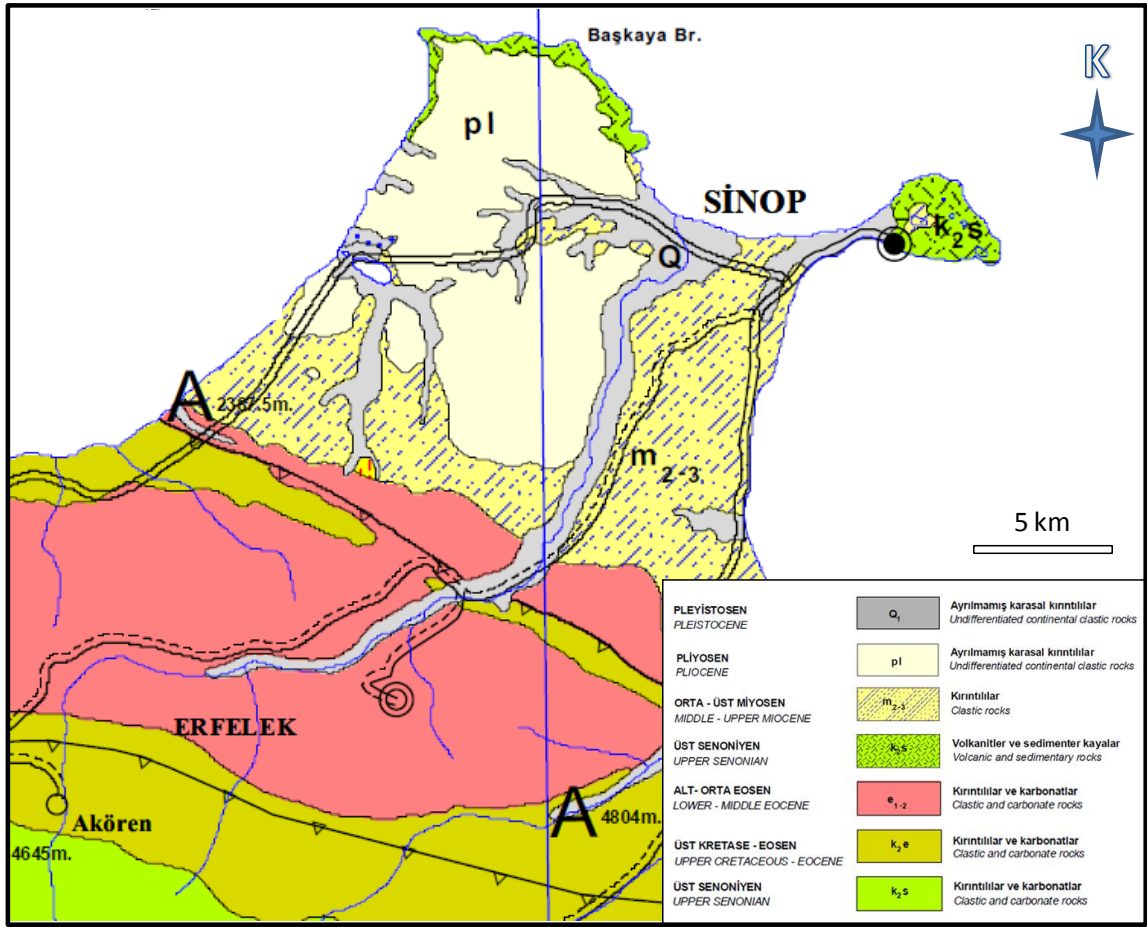 Başkaya Br.
K
pl
SİNOP
k₂s
Q
A
2367.5m.
m₂₋₃
5 km
ERFELEK
A
4804m.
Akören
4645m.
PLEYİSTOSEN
PLEISTOCENE
Q₁
Ayrılmamış karasal kırıntılılar
Undifferentiated continental clastic rocks
PLİYOSEN
PLIOCENE
pl
Ayrılmamış karasal kırıntılılar
Undifferentiated continental clastic rocks
ORTA - ÜST MİYOSEN
MIDDLE - UPPER MIOCENE
m₂₋₃
Kırıntılılar
Clastic rocks
ÜST SENONİYEN
UPPER SENONIAN
k₂s
Volkanitler ve sedimenter kayalar
Volcanic and sedimentary rocks
ALT- ORTA EOSEN
LOWER - MIDDLE EOCENE
e₁₋₂
Kırıntılılar ve karbonatlar
Clastic and carbonate rocks
ÜST KRETASE - EOSEN
UPPER CRETACEOUS - EOCENE
k₂e
Kırıntılılar ve karbonatlar
Clastic and carbonate rocks
ÜST SENONİYEN
UPPER SENONIAN
k₂s
Kırıntılılar ve karbonatlar
Clastic and carbonate rocks